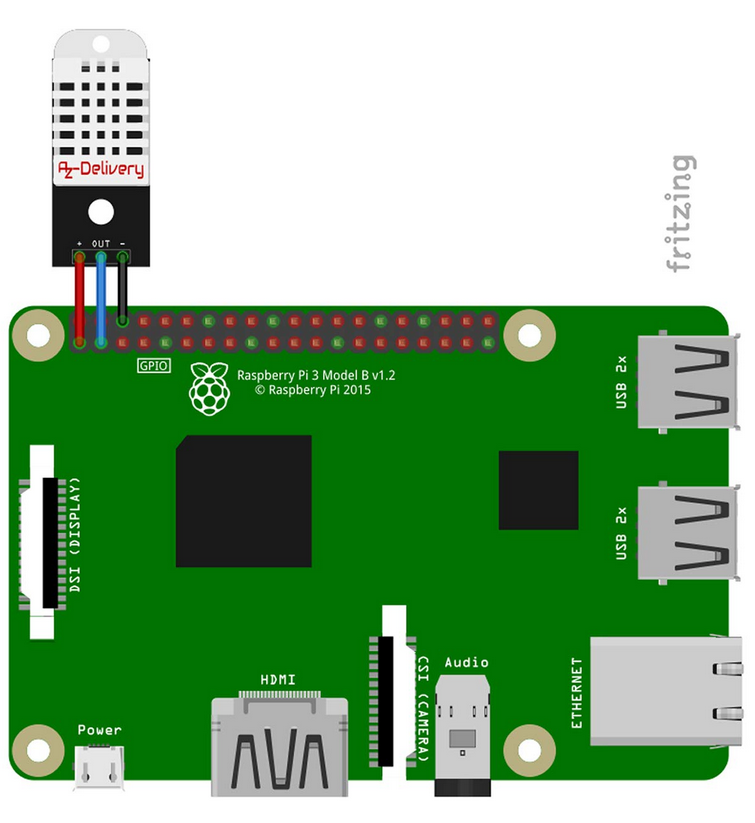 AZ-Delivery
+ OUT -
fritzing
GPIO
Raspberry Pi 3 Model B v1.2
© Raspberry Pi 2015
USB 2x
DSI (DISPLAY)
USB 2x
CSI (CAMERA)
Audio
ETHERNET
HDMI
Power